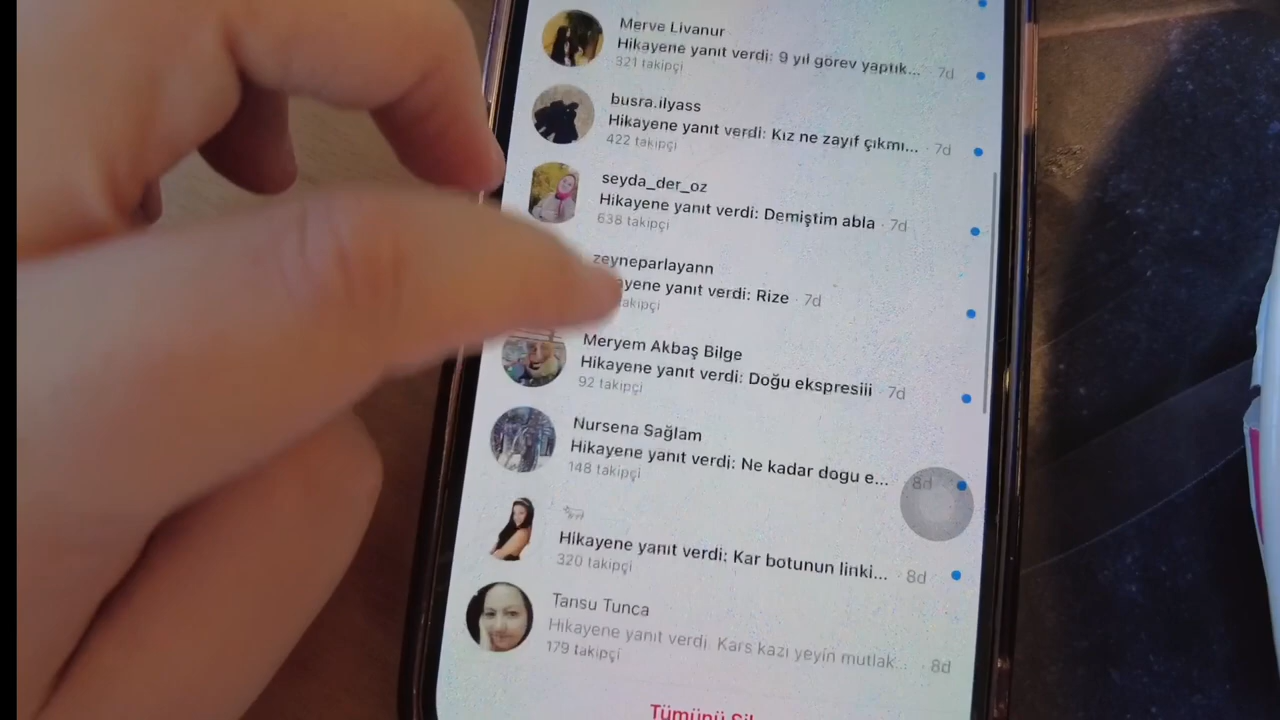 Merve Livanur
Hikayene yanıt verdi: 9 yıl görev yaptık... · 7d
321 takipçi
busra.ilyass
Hikayene yanıt verdi: Kız ne zayıf çıkmı... · 7d
422 takipçi
seyda_der_oz
Hikayene yanıt verdi: Demiştim abla · 7d
638 takipçi
zeyneparlayann
yanıt verdi: Rize · 7d
takipçi
Meryem Akbaş Bilge
Hikayene yanıt verdi: Doğu ekspresiii · 7d
92 takipçi
Nursena Sağlam
Hikayene yanıt verdi: Ne kadar dogu e... · 8d
148 takipçi
Hikayene yanıt verdi: Kar botunun linki... · 8d
320 takipçi
Tansu Tunca
Hikayene yanıt verdi: Kars kazı yeyin mutlak... · 8d
179 takipçi
Tümünü Sil